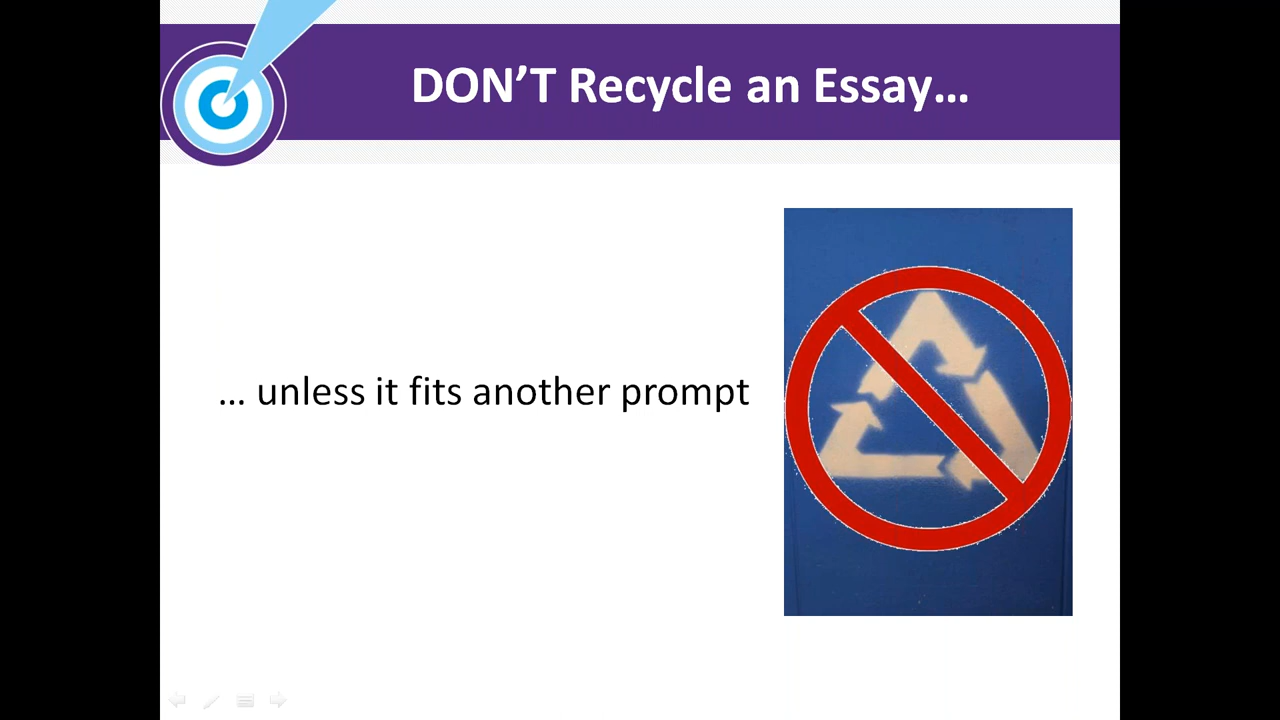 DON’T Recycle an Essay…
… unless it fits another prompt